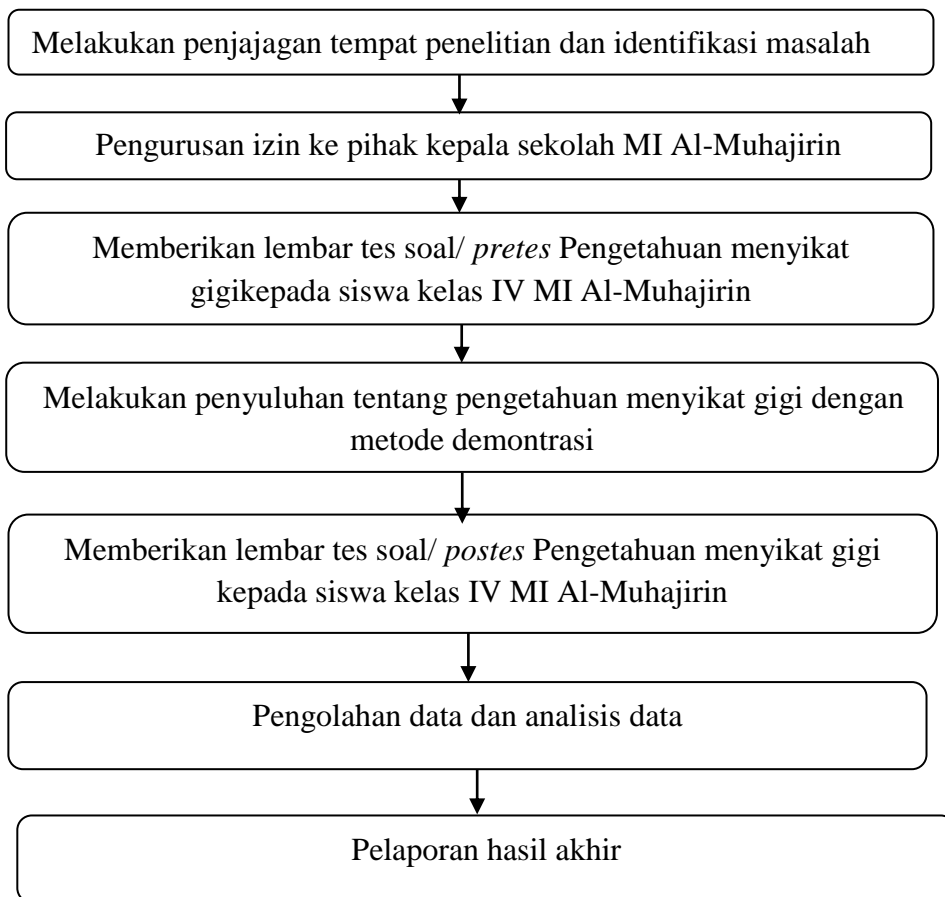 Melakukan penjajagan tempat penelitian dan identifikasi masalah
Pengurusan izin ke pihak kepala sekolah MI Al-Muhajirin
Memberikan lembar tes soal/ pretes Pengetahuan menyikat
gigikepada siswa kelas IV MI Al-Muhajirin
Melakukan penyuluhan tentang pengetahuan menyikat gigi dengan
metode demontrasi
Memberikan lembar tes soal/ postes Pengetahuan menyikat gigi
kepada siswa kelas IV MI Al-Muhajirin
Pengolahan data dan analisis data
Pelaporan hasil akhir